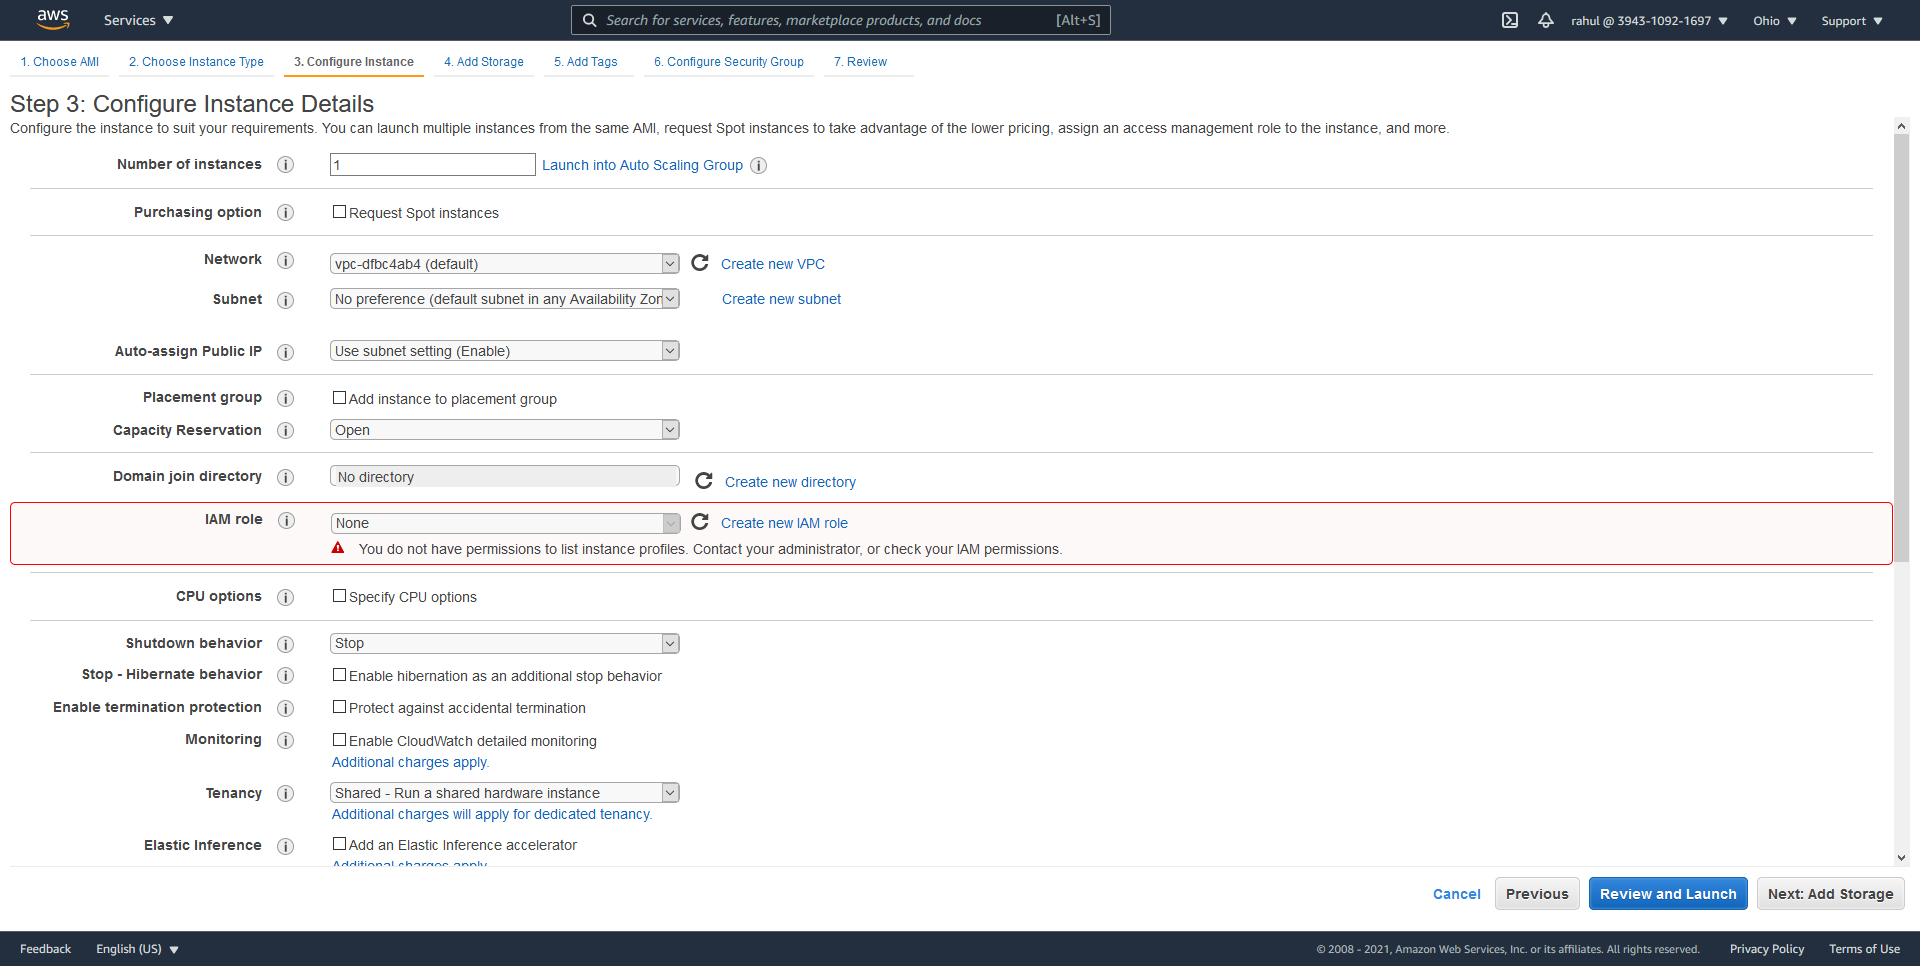 aws Services Search for services, features, marketplace products, and docs [Alt+S] rahul @ 3943-1092-1697 Ohio Support
1. Choose AMI 2. Choose Instance Type 3. Configure Instance 4. Add Storage 5. Add Tags 6. Configure Security Group 7. Review
Step 3: Configure Instance Details
Configure the instance to suit your requirements. You can launch multiple instances from the same AMI, request Spot instances to take advantage of the lower pricing, assign an access management role to the instance, and more.
Number of instances i 1 Launch into Auto Scaling Group i
Purchasing option i Request Spot instances
Network i vpc-dfbc4ab4 (default) Create new VPC
Subnet i No preference (default subnet in any Availability Zon Create new subnet
Auto-assign Public IP i Use subnet setting (Enable)
Placement group i Add instance to placement group
Capacity Reservation i Open
Domain join directory i No directory Create new directory
IAM role i None Create new IAM role
You do not have permissions to list instance profiles. Contact your administrator, or check your IAM permissions.
CPU options i Specify CPU options
Shutdown behavior i Stop
Stop - Hibernate behavior i Enable hibernation as an additional stop behavior
Enable termination protection i Protect against accidental termination
Monitoring i Enable CloudWatch detailed monitoring
Additional charges apply.
Tenancy i Shared - Run a shared hardware instance
Additional charges will apply for dedicated tenancy.
Elastic Inference i Add an Elastic Inference accelerator
Additional charges apply.
Cancel Previous Review and Launch Next: Add Storage
Feedback English (US) © 2008 - 2021, Amazon Web Services, Inc. or its affiliates. All rights reserved. Privacy Policy Terms of Use